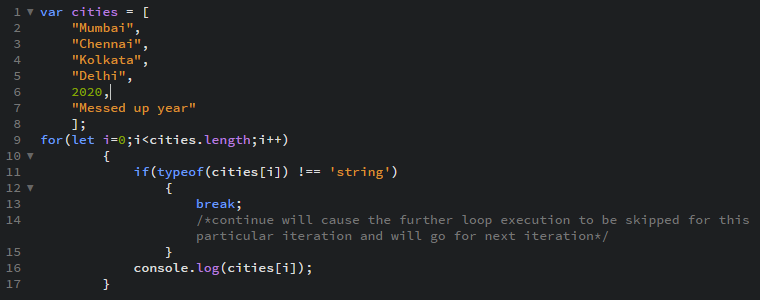 1 ▼ var cities = [
2 "Mumbai",
3 "Chennai",
4 "Kolkata",
5 "Delhi",
6 2020,
7 "Messed up year"
8 ];
9 for(let i=0;i<cities.length;i++)
10 ▼ {
11 if(typeof(cities[i]) !== 'string')
12 ▼ {
13 break;
14 /*continue will cause the further loop execution to be skipped for this
particular iteration and will go for next iteration*/
15 }
16 console.log(cities[i]);
17 }